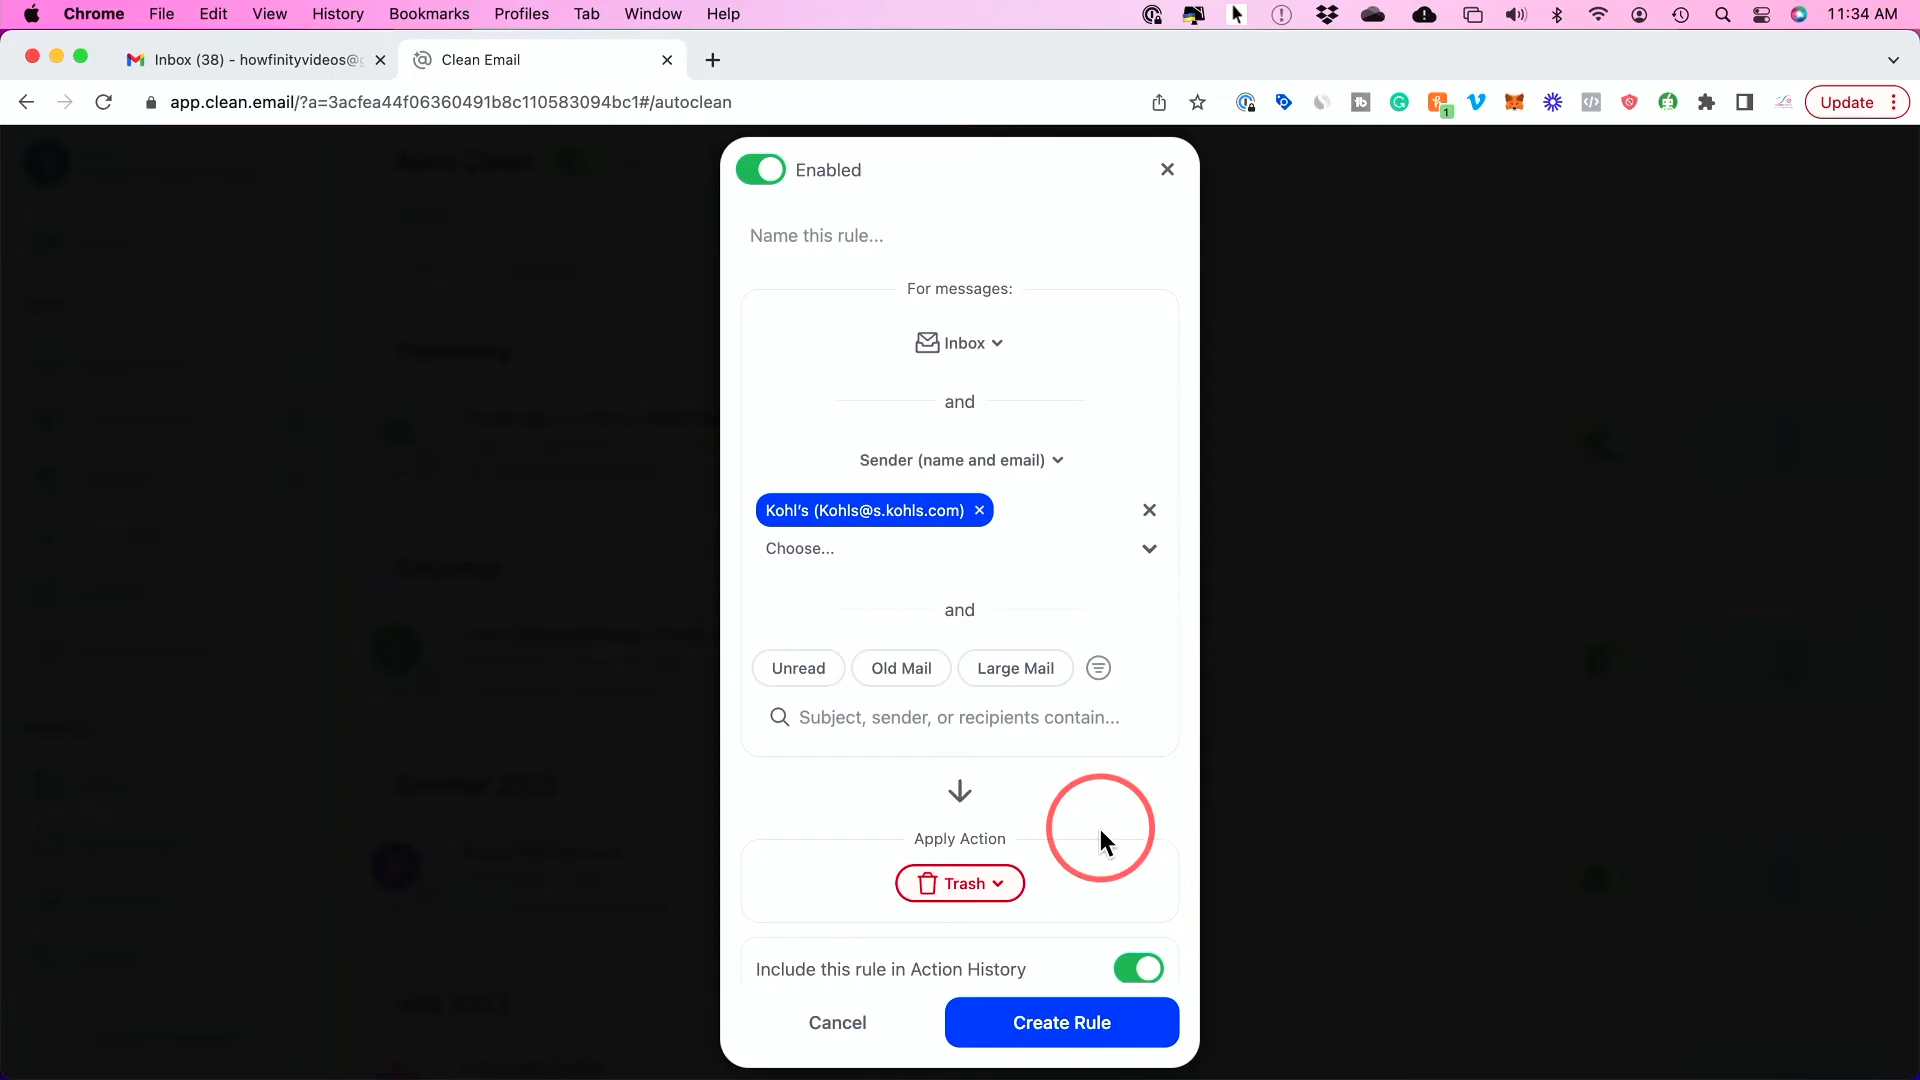 Chrome File Edit View History Bookmarks Profiles Tab Window Help 11:34 AM
Inbox (38) - howfinityvideos@ Clean Email
app.clean.email/?a=3acfea44f06360491b8c110583094bc1#/autoclean 1 Update
Enabled
Name this rule...
For messages:
Inbox
and
Sender (name and email)
Kohl's (Kohls@s.kohls.com)
Choose...
and
Unread Old Mail Large Mail
Subject, sender, or recipients contain...
Apply Action
Trash
Include this rule in Action History
Cancel Create Rule